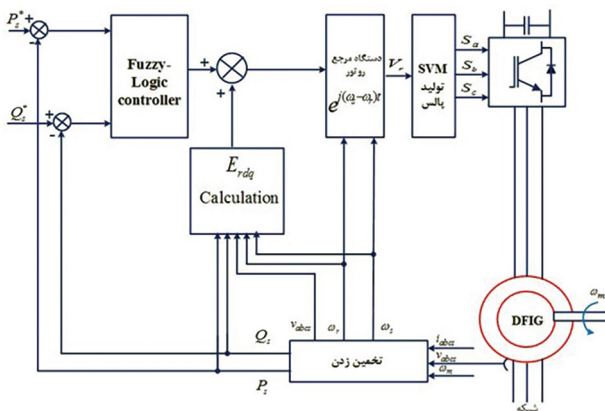 P_s^*
+
-
Q_s^*
+
-
Fuzzy-
Logic
controller
+
+
E_rdq
Calculation
دستگاه مرجع
روتور
e^j(ω_s-ω_r)t
V_r
SVM
تولید
پالس
S_a
S_b
S_c
DFIG
ω_m
v_abcs
ω_r
ω_s
Q_s
P_s
تخمین زدن
i_abcs
v_abcs
ω_m